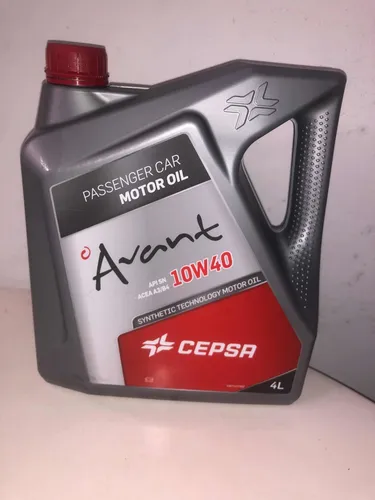 PASSENGER CAR
MOTOR OIL
Avant
API SN
ACEA A3/B4
10W40
SYNTHETIC TECHNOLOGY MOTOR OIL
CEPSA
4L